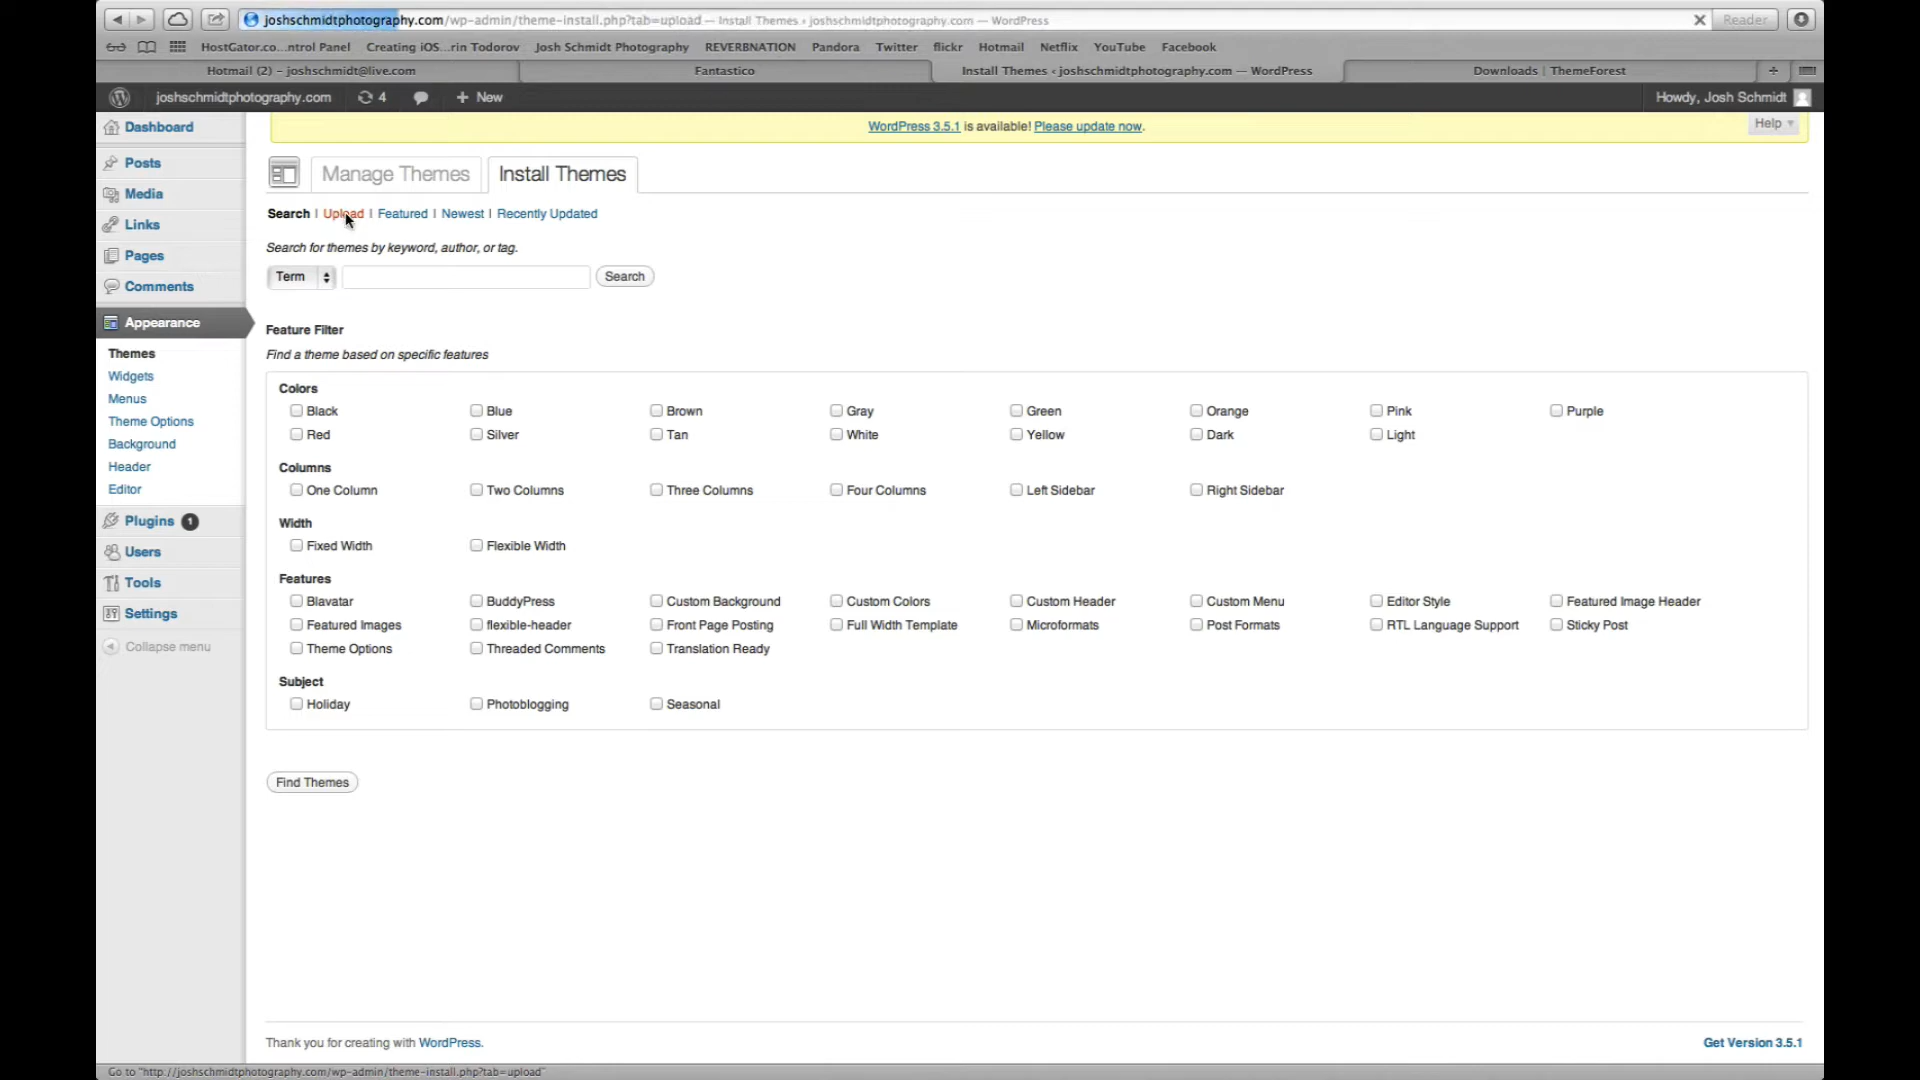 joshschmidtphotography.com/wp-admin/theme-install.php?tab=upload — Install Themes ‹ joshschmidtphotography.com — WordPress
Reader
HostGator.co...ntrol Panel Creating iOS...rin Todorov Josh Schmidt Photography REVERBNATION Pandora Twitter flickr Hotmail Netflix YouTube Facebook
Hotmail (2) – joshschmidt@live.com Fantastico Install Themes ‹ joshschmidtphotography.com — WordPress Downloads | ThemeForest
joshschmidtphotography.com 4 + New Howdy, Josh Schmidt
WordPress 3.5.1 is available! Please update now.
Help
Dashboard
Posts
Media
Links
Pages
Comments
Appearance
Themes
Widgets
Menus
Theme Options
Background
Header
Editor
Plugins 1
Users
Tools
Settings
Collapse menu
Manage Themes Install Themes
Search | Upload | Featured | Newest | Recently Updated
Search for themes by keyword, author, or tag.
Term Search
Feature Filter
Find a theme based on specific features
Colors
Black Blue Brown Gray Green Orange Pink Purple
Red Silver Tan White Yellow Dark Light
Columns
One Column Two Columns Three Columns Four Columns Left Sidebar Right Sidebar
Width
Fixed Width Flexible Width
Features
Blavatar BuddyPress Custom Background Custom Colors Custom Header Custom Menu Editor Style Featured Image Header
Featured Images flexible-header Front Page Posting Full Width Template Microformats Post Formats RTL Language Support Sticky Post
Theme Options Threaded Comments Translation Ready
Subject
Holiday Photoblogging Seasonal
Find Themes
Thank you for creating with WordPress. Get Version 3.5.1
Go to "http://joshschmidtphotography.com/wp-admin/theme-install.php?tab=upload"